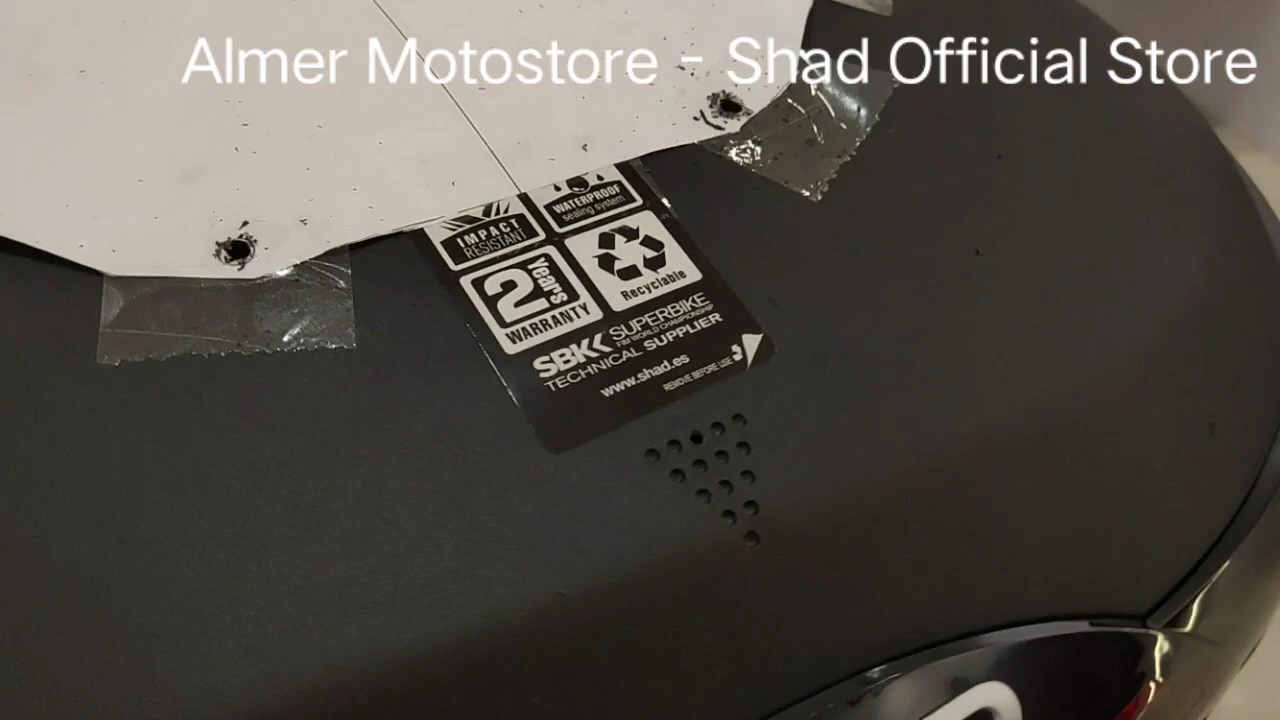 Almer Motostore - Shad Official Store
IMPACT
RESISTANT
WATERPROOF
sealing system
2 Years
WARRANTY
Recyclable
SBK SUPERBIKE
FIM WORLD CHAMPIONSHIP
TECHNICAL SUPPLIER
www.shad.es
REMOVE BEFORE USE